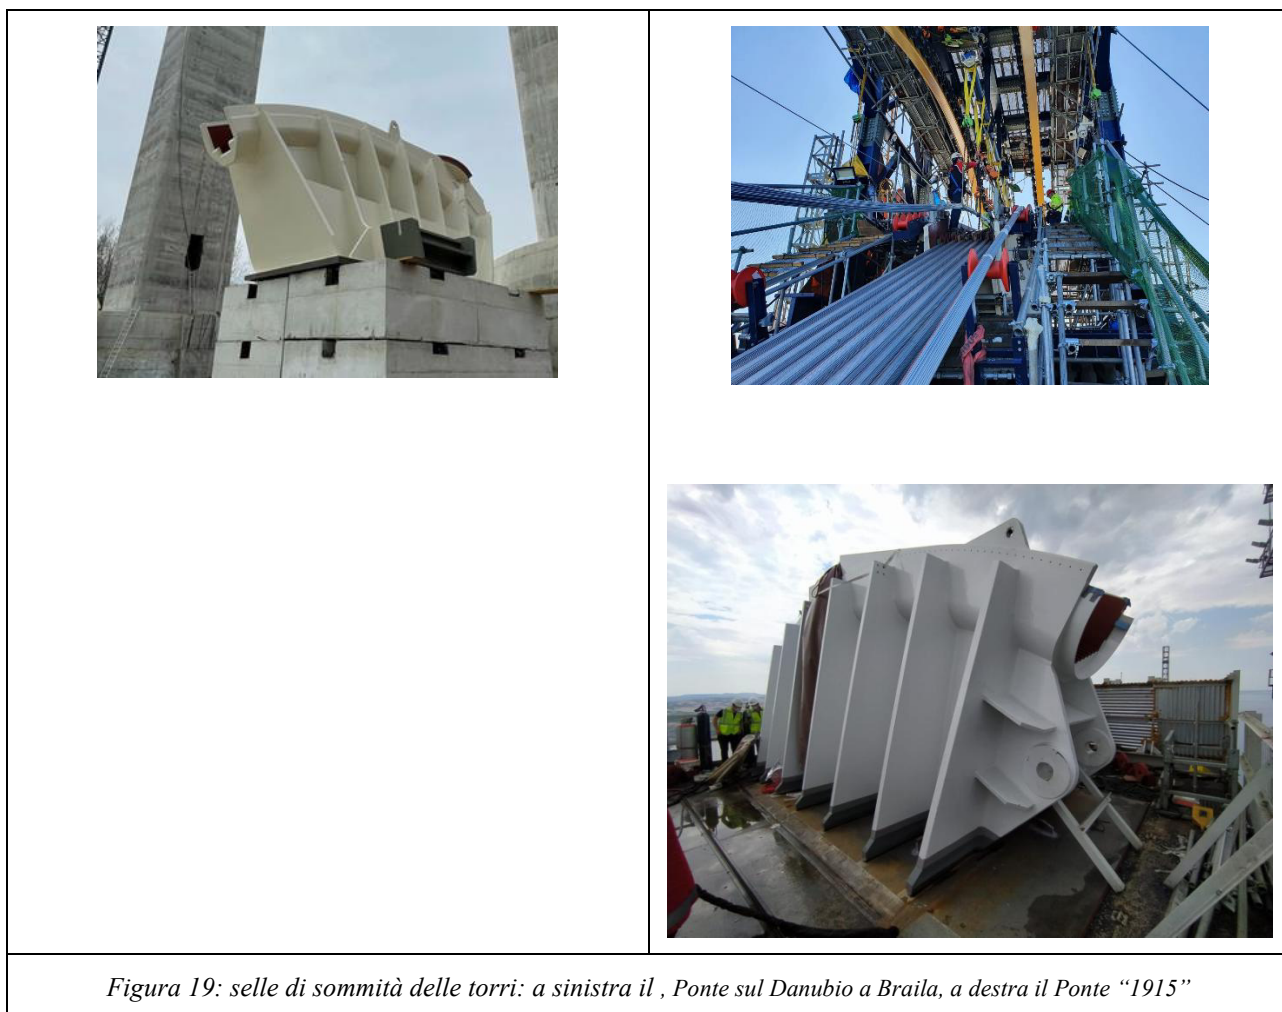 Figura 19: selle di sommità delle torri: a sinistra il , Ponte sul Danubio a Braila, a destra il Ponte “1915”